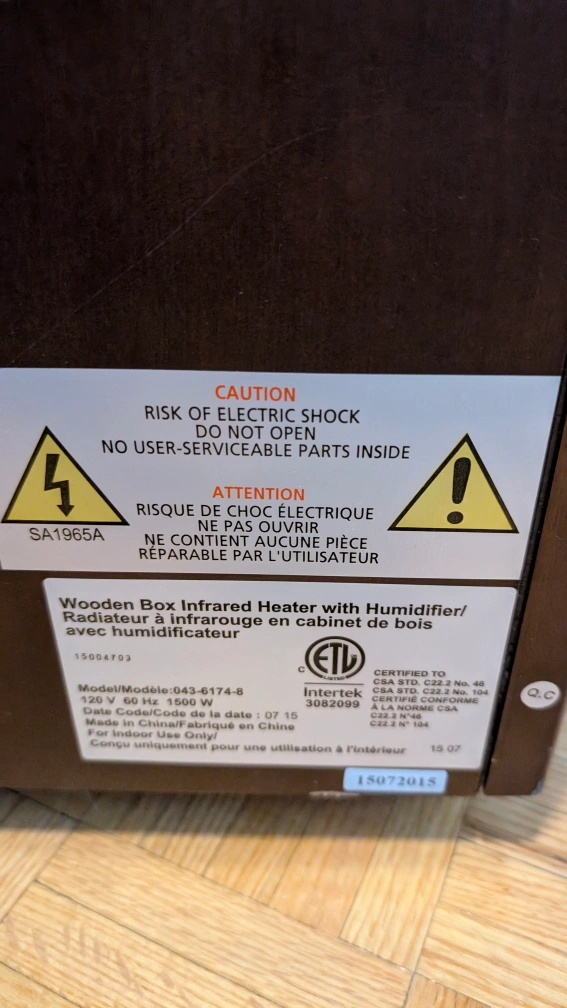 CAUTION
RISK OF ELECTRIC SHOCK
DO NOT OPEN
NO USER-SERVICEABLE PARTS INSIDE
ATTENTION
RISQUE DE CHOC ÉLECTRIQUE
NE PAS OUVRIR
NE CONTIENT AUCUNE PIÈCE
RÉPARABLE PAR L'UTILISATEUR
SA1965A
Wooden Box Infrared Heater with Humidifier/
Radiateur à infrarouge en cabinet de bois
avec humidificateur
15004703
Model/Modèle:043-6174-8
120 V 60 Hz 1500 W
Date Code/Code de la date : 07 15
Made in China/Fabriqué en Chine
For Indoor Use Only/
Conçu uniquement pour une utilisation à l'intérieur
C ETL
LISTED
Intertek
3082099
CERTIFIED TO
CSA STD. C22.2 No. 46
CSA STD. C22.2 No. 104
CERTIFIÉ CONFORME
À LA NORME CSA
C22.2 N° 46
C22.2 N° 104
15 07
Q.C
15072015